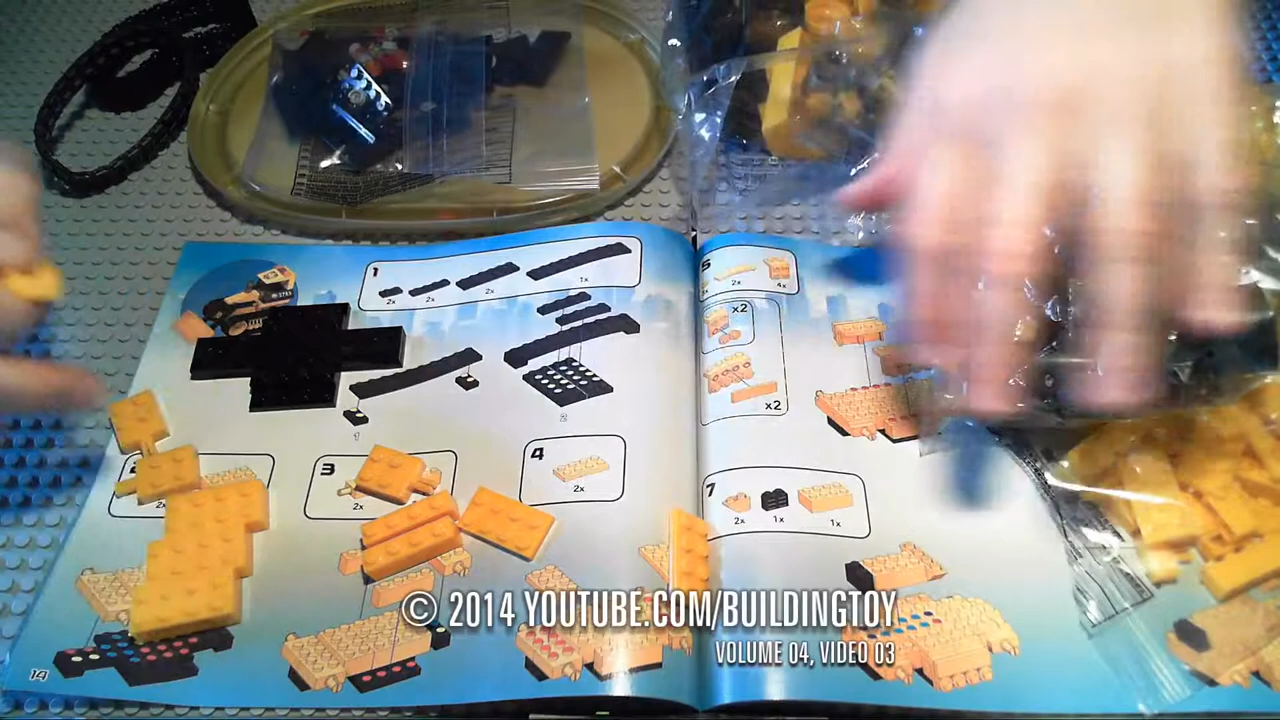 1
2x
2x
2x
1x
1
2
5
2x
4x
x2
x2
3
2x
4
2x
7
2x
1x
1x
14
© 2014 YOUTUBE.COM/BUILDINGTOY
VOLUME 04, VIDEO 03